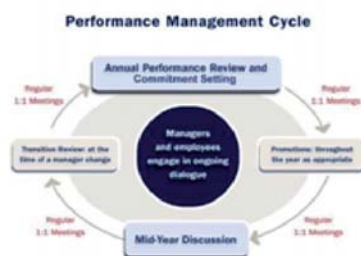 Performance Management Cycle
Annual Performance Review and
Commitment Setting
Regular
1:1 Meetings
Regular
1:1 Meetings
Transition Review: at the
time of a manager change
Managers
and employees
engage in ongoing
dialogue
Promotions: throughout
the year as appropriate
Regular
1:1 Meetings
Regular
1:1 Meetings
Mid-Year Discussion